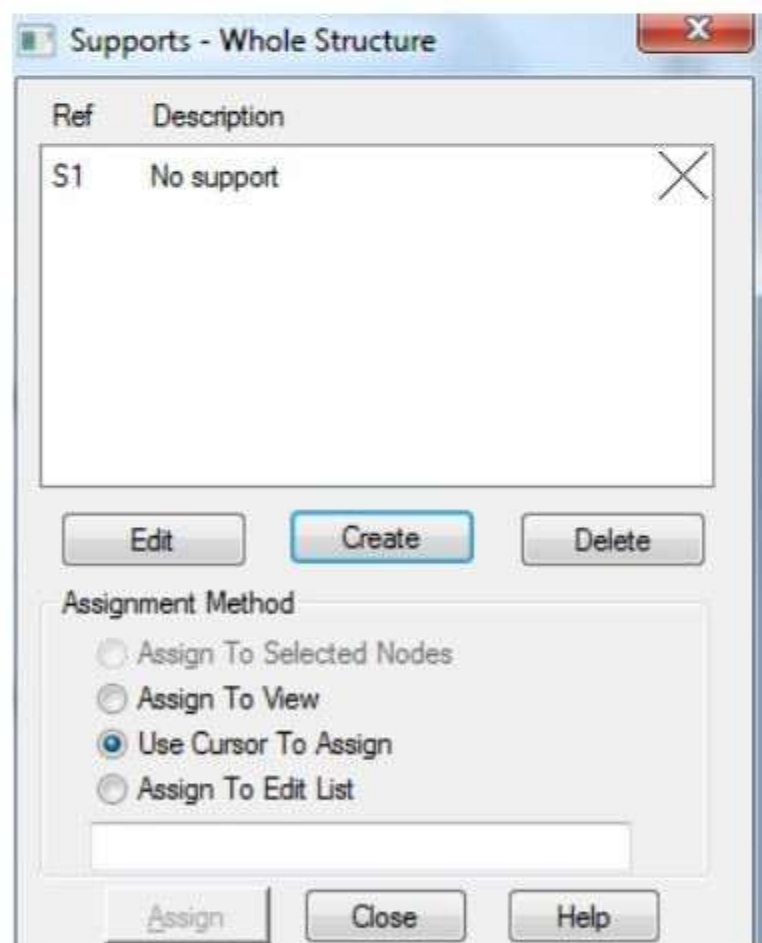 Supports - Whole Structure
Ref Description
S1 No support
Edit Create Delete
Assignment Method
Assign To Selected Nodes
Assign To View
Use Cursor To Assign
Assign To Edit List
Assign Close Help